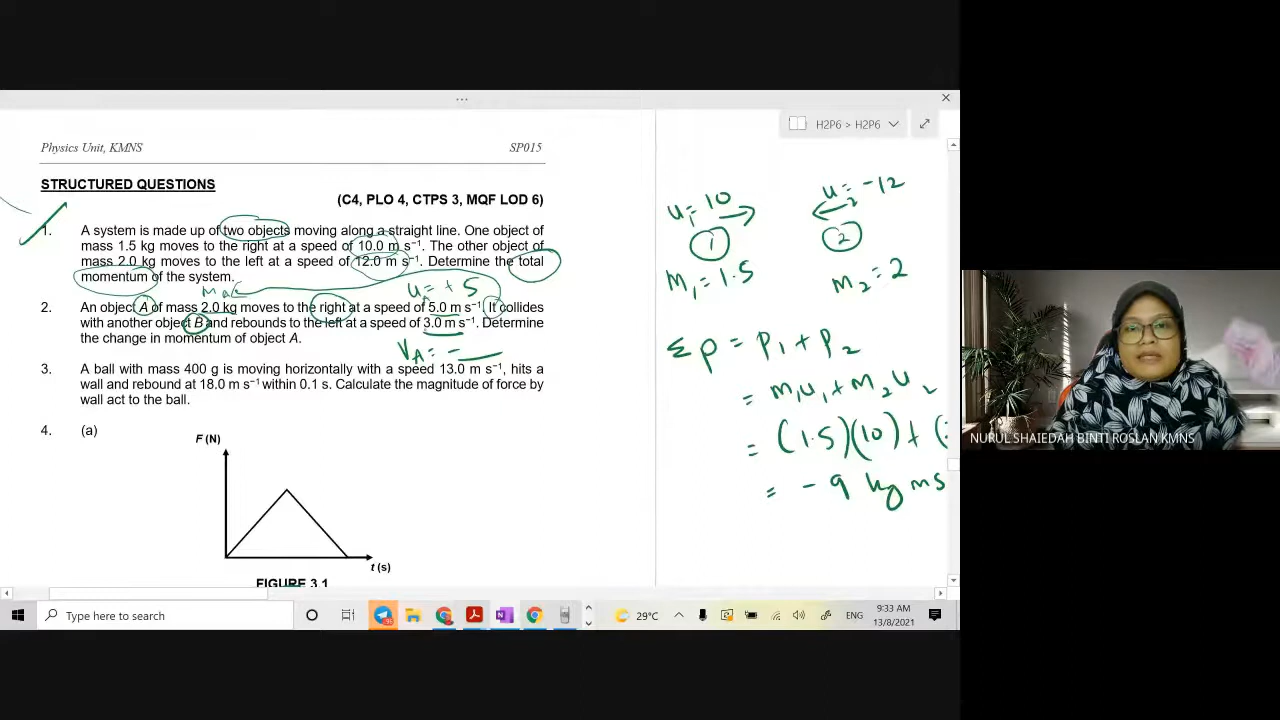 H2P6 > H2P6
Physics Unit, KMNS
SP015
STRUCTURED QUESTIONS
(C4, PLO 4, CTPS 3, MQF LOD 6)
1. A system is made up of two objects moving along a straight line. One object of
mass 1.5 kg moves to the right at a speed of 10.0 m s⁻¹. The other object of
mass 2.0 kg moves to the left at a speed of 12.0 m s⁻¹. Determine the total
momentum of the system.
u = + 5
2. An object A of mass 2.0 kg moves to the right at a speed of 5.0 m s⁻¹. It collides
with another object B and rebounds to the left at a speed of 3.0 m s⁻¹. Determine
the change in momentum of object A.
V_A = -
3. A ball with mass 400 g is moving horizontally with a speed 13.0 m s⁻¹, hits a
wall and rebound at 18.0 m s⁻¹ within 0.1 s. Calculate the magnitude of force by
wall act to the ball.
4. (a)
F (N)
t (s)
FIGURE 3.1
u₁ = 10
u₂ = -12
1
2
m₁ = 1.5
m₂ = 2
Σp = p₁ + p₂
= m₁u₁ + m₂u₂
= (1.5)(10) + (
= - 9 kg ms
NURUL SHAIEDAH BINTI ROSLAN KMNS
Type here to search
29°C
ENG
9:33 AM
13/8/2021